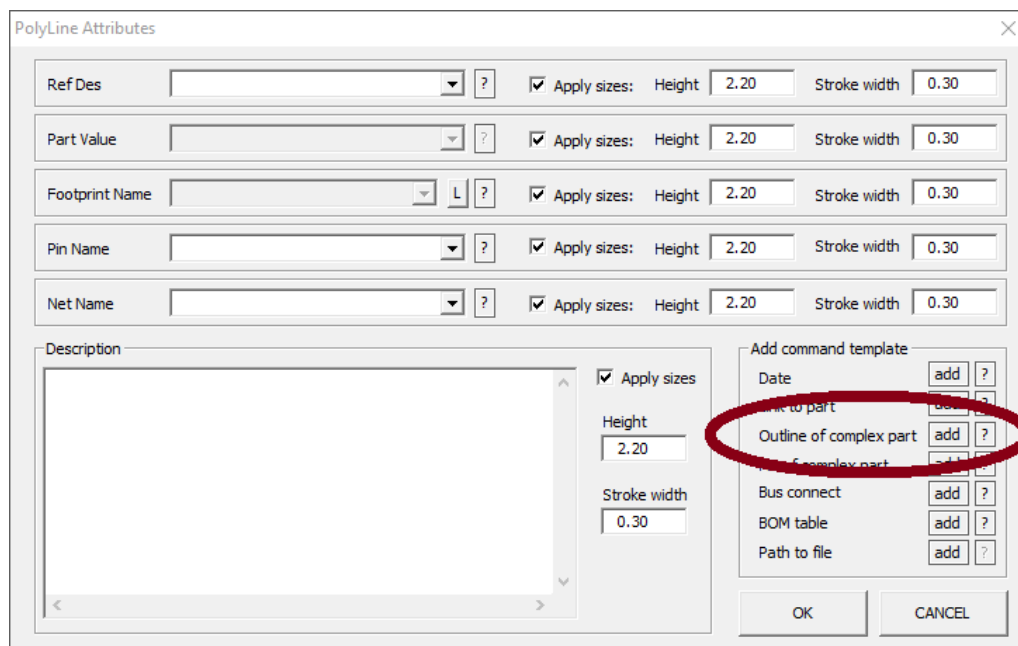 PolyLine Attributes
Ref Des ? Apply sizes: Height 2.20 Stroke width 0.30
Part Value ? Apply sizes: Height 2.20 Stroke width 0.30
Footprint Name L ? Apply sizes: Height 2.20 Stroke width 0.30
Pin Name ? Apply sizes: Height 2.20 Stroke width 0.30
Net Name ? Apply sizes: Height 2.20 Stroke width 0.30
Description
Apply sizes
Height
2.20
Stroke width
0.30
Add command template
Date add ?
Link to part add ?
Outline of complex part add ?
of complex part add ?
Bus connect add ?
BOM table add ?
Path to file add ?
OK CANCEL